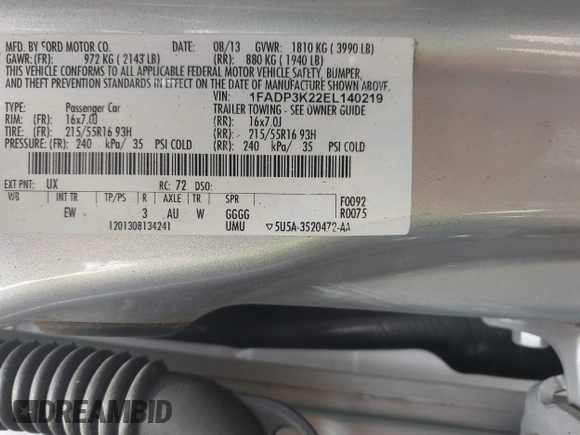 MFD. BY FORD MOTOR CO. DATE: 08/13 GVWR: 1810 KG ( 3990 LB)
GAWR: (FR): 972 KG ( 2143 LB) (RR): 880 KG ( 1940 LB)
THIS VEHICLE CONFORMS TO ALL APPLICABLE FEDERAL MOTOR VEHICLE SAFETY, BUMPER,
AND THEFT PREVENTION STANDARDS IN EFFECT ON THE DATE OF MANUFACTURE SHOWN ABOVE.
VIN: 1FADP3K22EL140219
TYPE: Passenger Car TRAILER TOWING - SEE OWNER GUIDE
RIM: (FR): 16x7.0J (RR): 16x7.0J
TIRE: (FR): 215/55R16 93H (RR): 215/55R16 93H
PRESSURE: (FR): 240 kPa/ 35 PSI COLD (RR): 240 kPa/ 35 PSI COLD
EXT PNT: UX RC: 72 DSO:
WB INT TR TP/PS R AXLE TR SPR F0092
EW 3 AU W GGGG R0075
1201308134241 UMU ▽5U5A-3520472-AA
DREAMBID